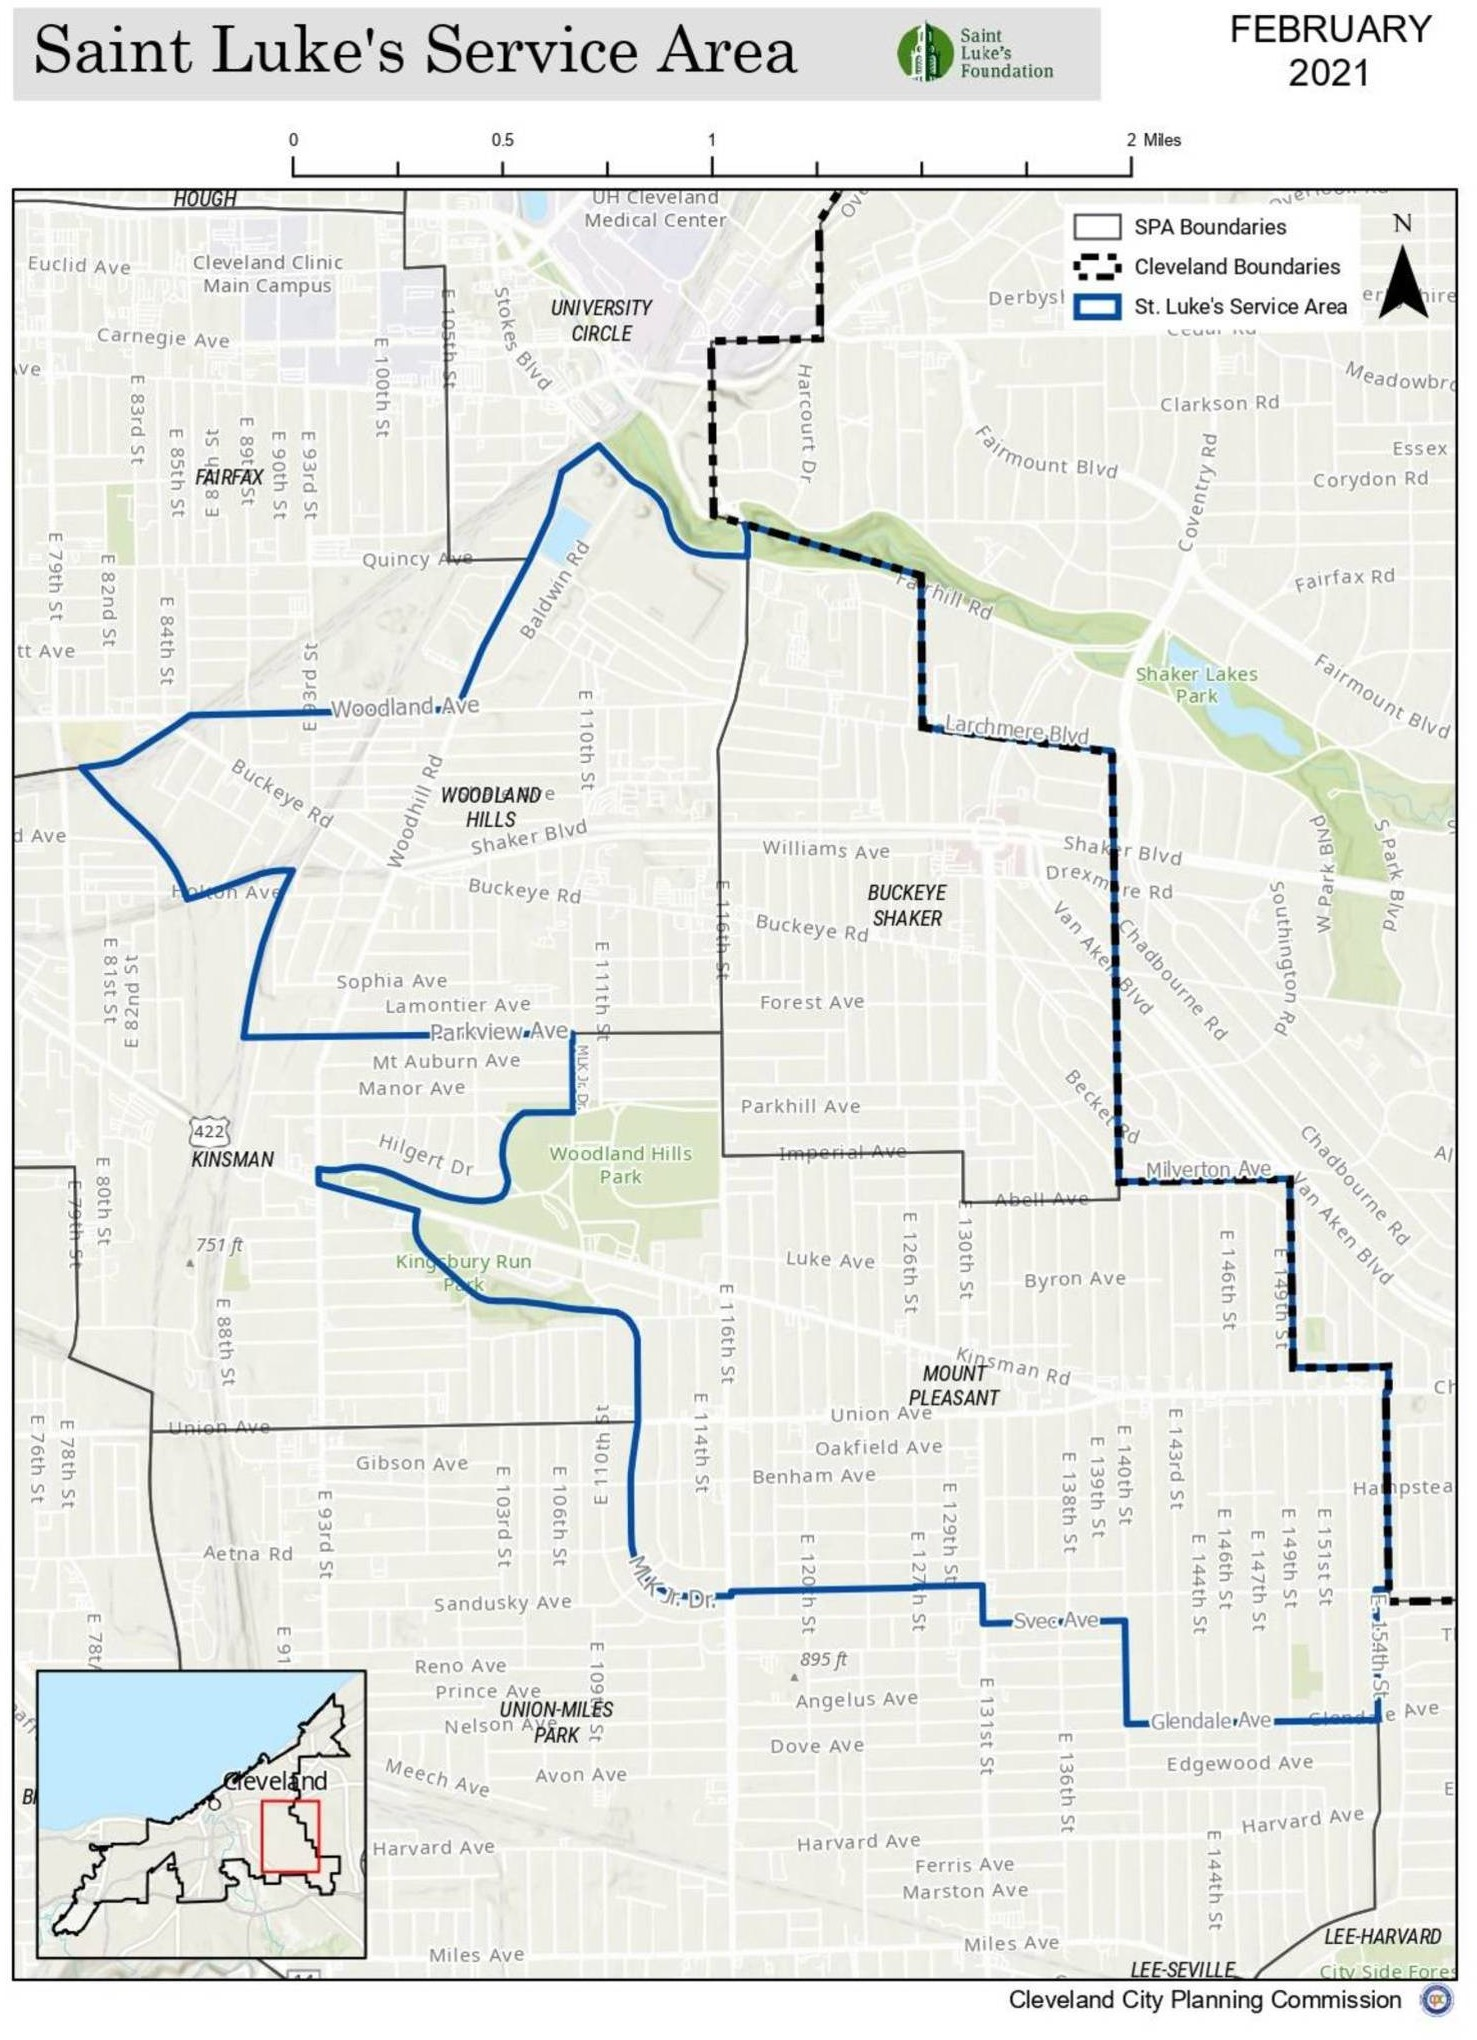 Saint Luke's Service Area
Saint
Luke's
Foundation
FEBRUARY
2021
0 0.5 1 2 Miles
HOUGH
UH Cleveland
Medical Center
SPA Boundaries
Cleveland Boundaries
St. Luke's Service Area
N
Euclid Ave
Cleveland Clinic
Main Campus
UNIVERSITY
CIRCLE
Carnegie Ave
E 105th St
Stokes Blvd
E 100th St
Harcourt Dr
Clarkson Rd
Fairmount Blvd
Coventry Rd
Essex
Corydon Rd
E 83rd St
E 85th St
E 89th St
E 90th St
E 93rd St
FAIRFAX
E 79th St
E 82nd St
E 84th St
Quincy Ave
Baldwin Rd
Fairhill Rd
Fairfax Rd
Shaker Lakes
Park
Fairmount Blvd
E 93rd St
Woodland Ave
E 110th St
Larchmere Blvd
Buckeye Rd
Woodhill Rd
WOODLAND
HILLS
Shaker Blvd
Williams Ave
Shaker Blvd
Drexmore Rd
W Park Blvd
S Park Blvd
Holton Ave
Buckeye Rd
BUCKEYE
SHAKER
Buckeye Rd
E 116th St
Van Aken Blvd
Chadbourne Rd
Southington Rd
E 81st St
E 82nd St
Sophia Ave
Lamontier Ave
E 111th St
Forest Ave
Parkview Ave
Mt Auburn Ave
Manor Ave
MLK Jr. Dr.
Parkhill Ave
Becket Rd
422
KINSMAN
Hilgert Dr
Woodland Hills
Park
Imperial Ave
Milverton Ave
Abell Ave
Chadbourne Rd
Van Aken Blvd
E 79th St
E 80th St
751 ft
Kingsbury Run
Park
Luke Ave
E 126th St
E 130th St
Byron Ave
E 146th St
E 149th St
E 88th St
E 116th St
Kinsman Rd
MOUNT
PLEASANT
Union Ave
Union Ave
E 76th St
E 78th St
E 110th St
E 114th St
Oakfield Ave
Benham Ave
Gibson Ave
E 93rd St
E 103rd St
E 106th St
E 129th St
E 138th St
E 139th St
E 140th St
E 143rd St
Aetna Rd
E 120th St
E 127th St
E 144th St
E 146th St
E 147th St
E 149th St
E 151st St
MLK Jr. Dr.
Sandusky Ave
Svec Ave
E 154th St
E 91
Reno Ave
Prince Ave
Nelson Ave
E 109th St
UNION-MILES
PARK
895 ft
Angelus Ave
E 131st St
Glendale Ave
Glendale Ave
Dove Ave
E 136th St
Edgewood Ave
Meech Ave
Avon Ave
Cleveland
Harvard Ave
Harvard Ave
Harvard Ave
Ferris Ave
Marston Ave
E 144th St
Miles Ave
Miles Ave
LEE-HARVARD
LEE-SEVILLE
Cleveland City Planning Commission